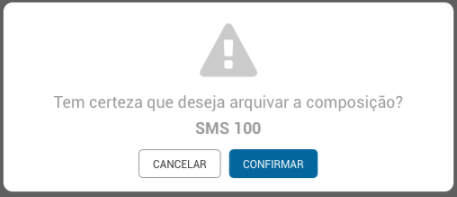 Tem certeza que deseja arquivar a composição?
SMS 100
CANCELAR
CONFIRMAR